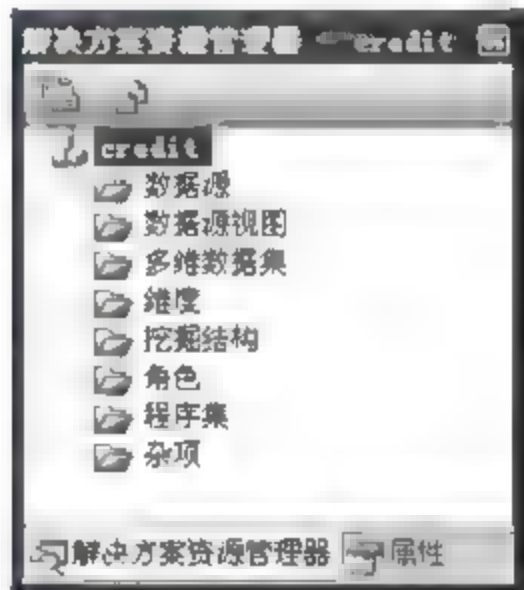 解决方案资源管理器 - credit
credit
数据源
数据源视图
多维数据集
维度
挖掘结构
角色
程序集
杂项
解决方案资源管理器 属性